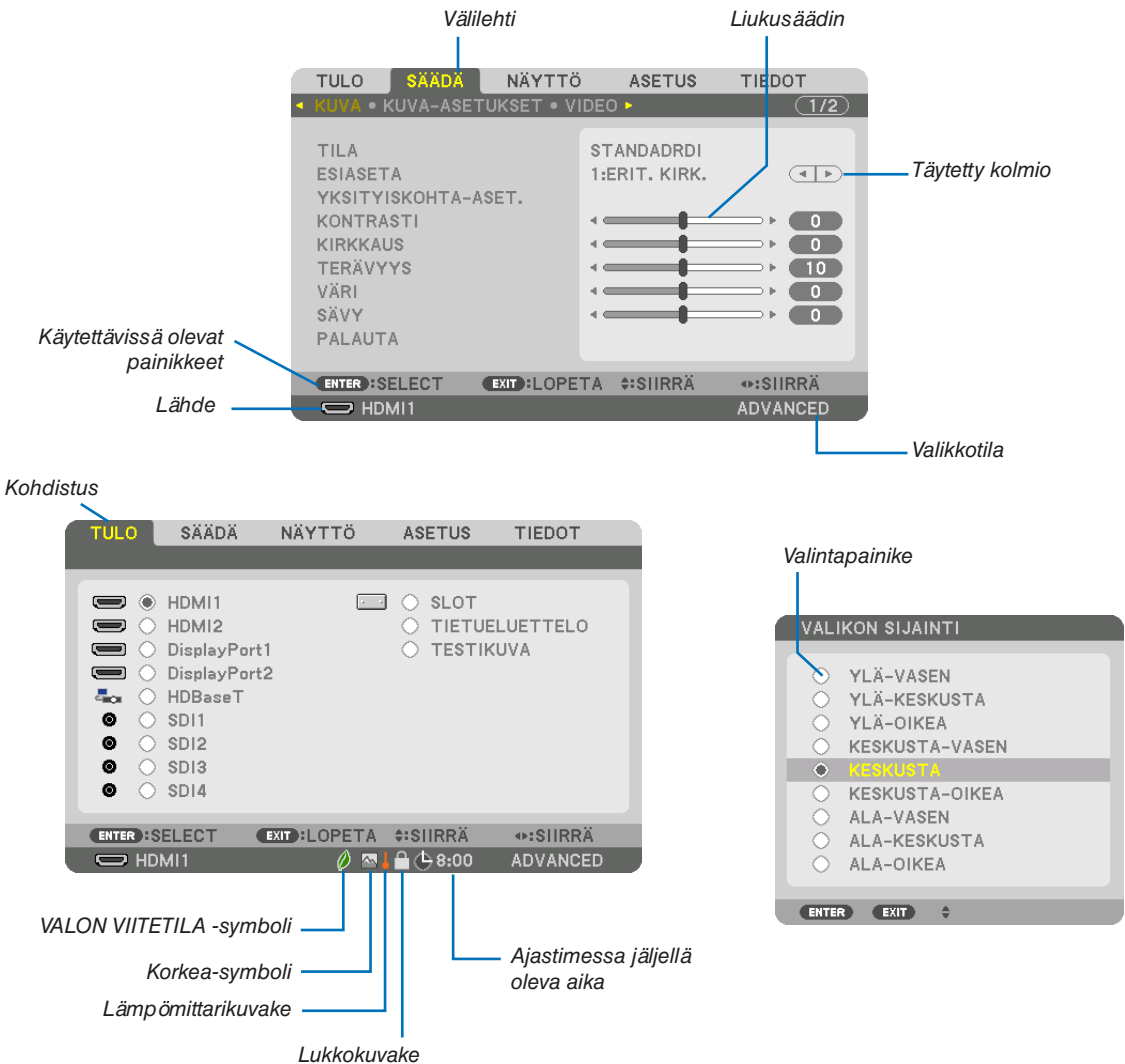 Välilehti
Liukusäädin
TULO SÄÄDÄ NÄYTTÖ ASETUS TIEDOT
KUVA • KUVA-ASETUKSET • VIDEO 1/2
TILA STANDADRDI
ESIASETA 1:ERIT. KIRK.
Täytetty kolmio
YKSITYISKOHTA-ASET.
KONTRASTI 0
KIRKKAUS 0
TERÄVYYS 10
VÄRI 0
SÄVY 0
PALAUTA
Käytettävissä olevat
painikkeet
ENTER :SELECT EXIT :LOPETA :SIIRRÄ :SIIRRÄ
Lähde
HDMI1 ADVANCED
Valikkotila
Kohdistus
TULO SÄÄDÄ NÄYTTÖ ASETUS TIEDOT
HDMI1 SLOT
HDMI2 TIETUELUETTELO
DisplayPort1 TESTIKUVA
DisplayPort2
HDBaseT
SDI1
SDI2
SDI3
SDI4
ENTER :SELECT EXIT :LOPETA :SIIRRÄ :SIIRRÄ
HDMI1 8:00 ADVANCED
VALON VIITETILA -symboli
Korkea-symboli
Lämpömittarikuvake
Lukkokuvake
Ajastimessa jäljellä
oleva aika
Valintapainike
VALIKON SIJAINTI
YLÄ-VASEN
YLÄ-KESKUSTA
YLÄ-OIKEA
KESKUSTA-VASEN
KESKUSTA
KESKUSTA-OIKEA
ALA-VASEN
ALA-KESKUSTA
ALA-OIKEA
ENTER EXIT